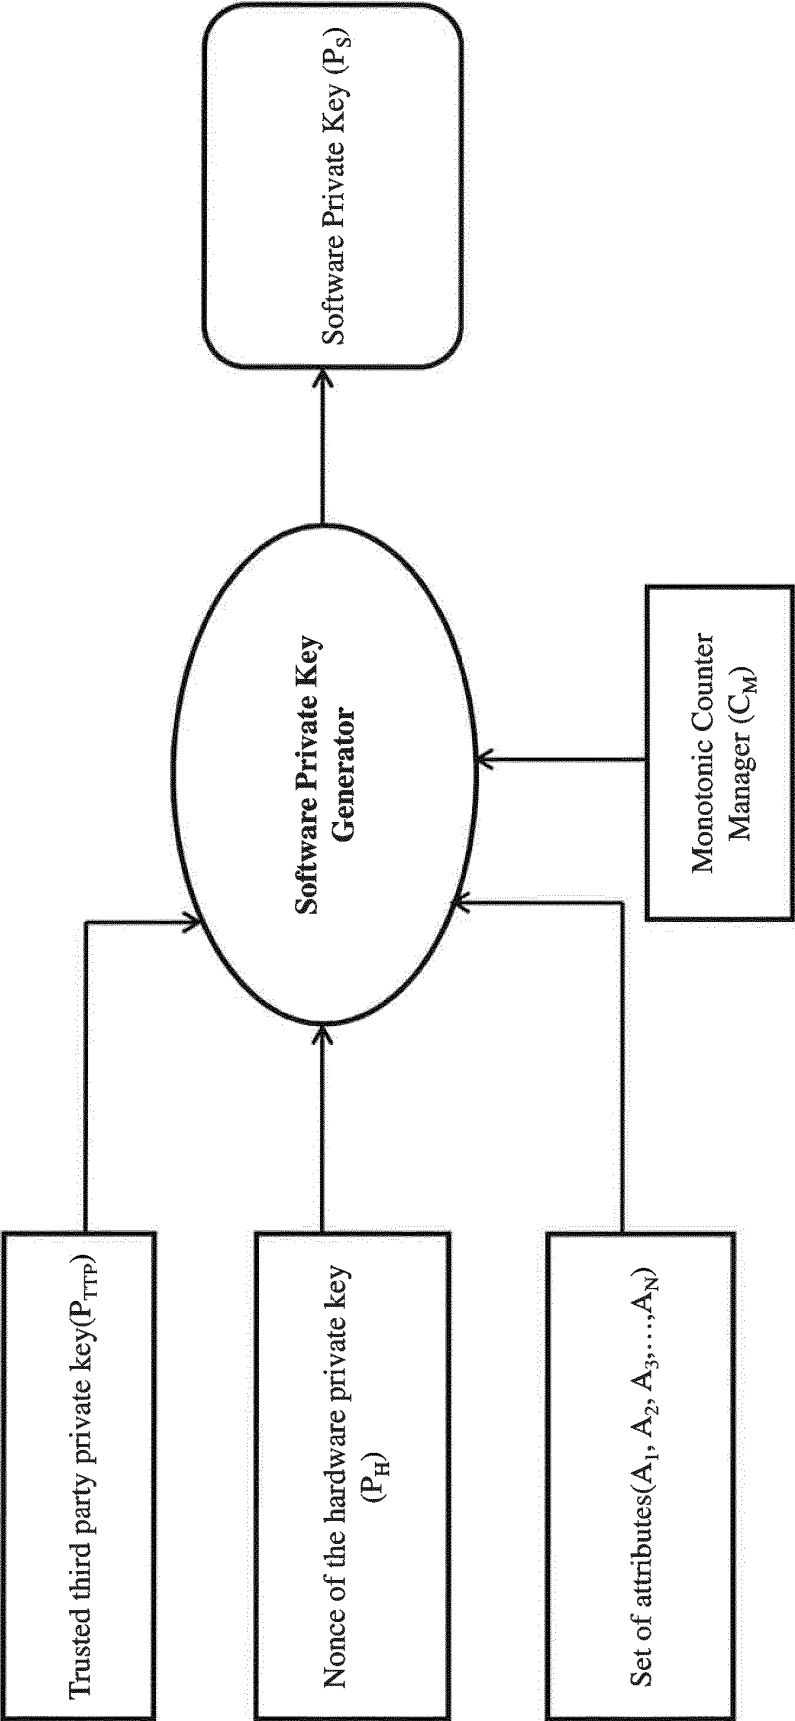 Trusted third party private key(P_TTP)
Nonce of the hardware private key
(P_H)
Set of attributes(A_1, A_2, A_3,...,A_N)
Software Private Key
Generator
Monotonic Counter
Manager (C_M)
Software Private Key (P_S)